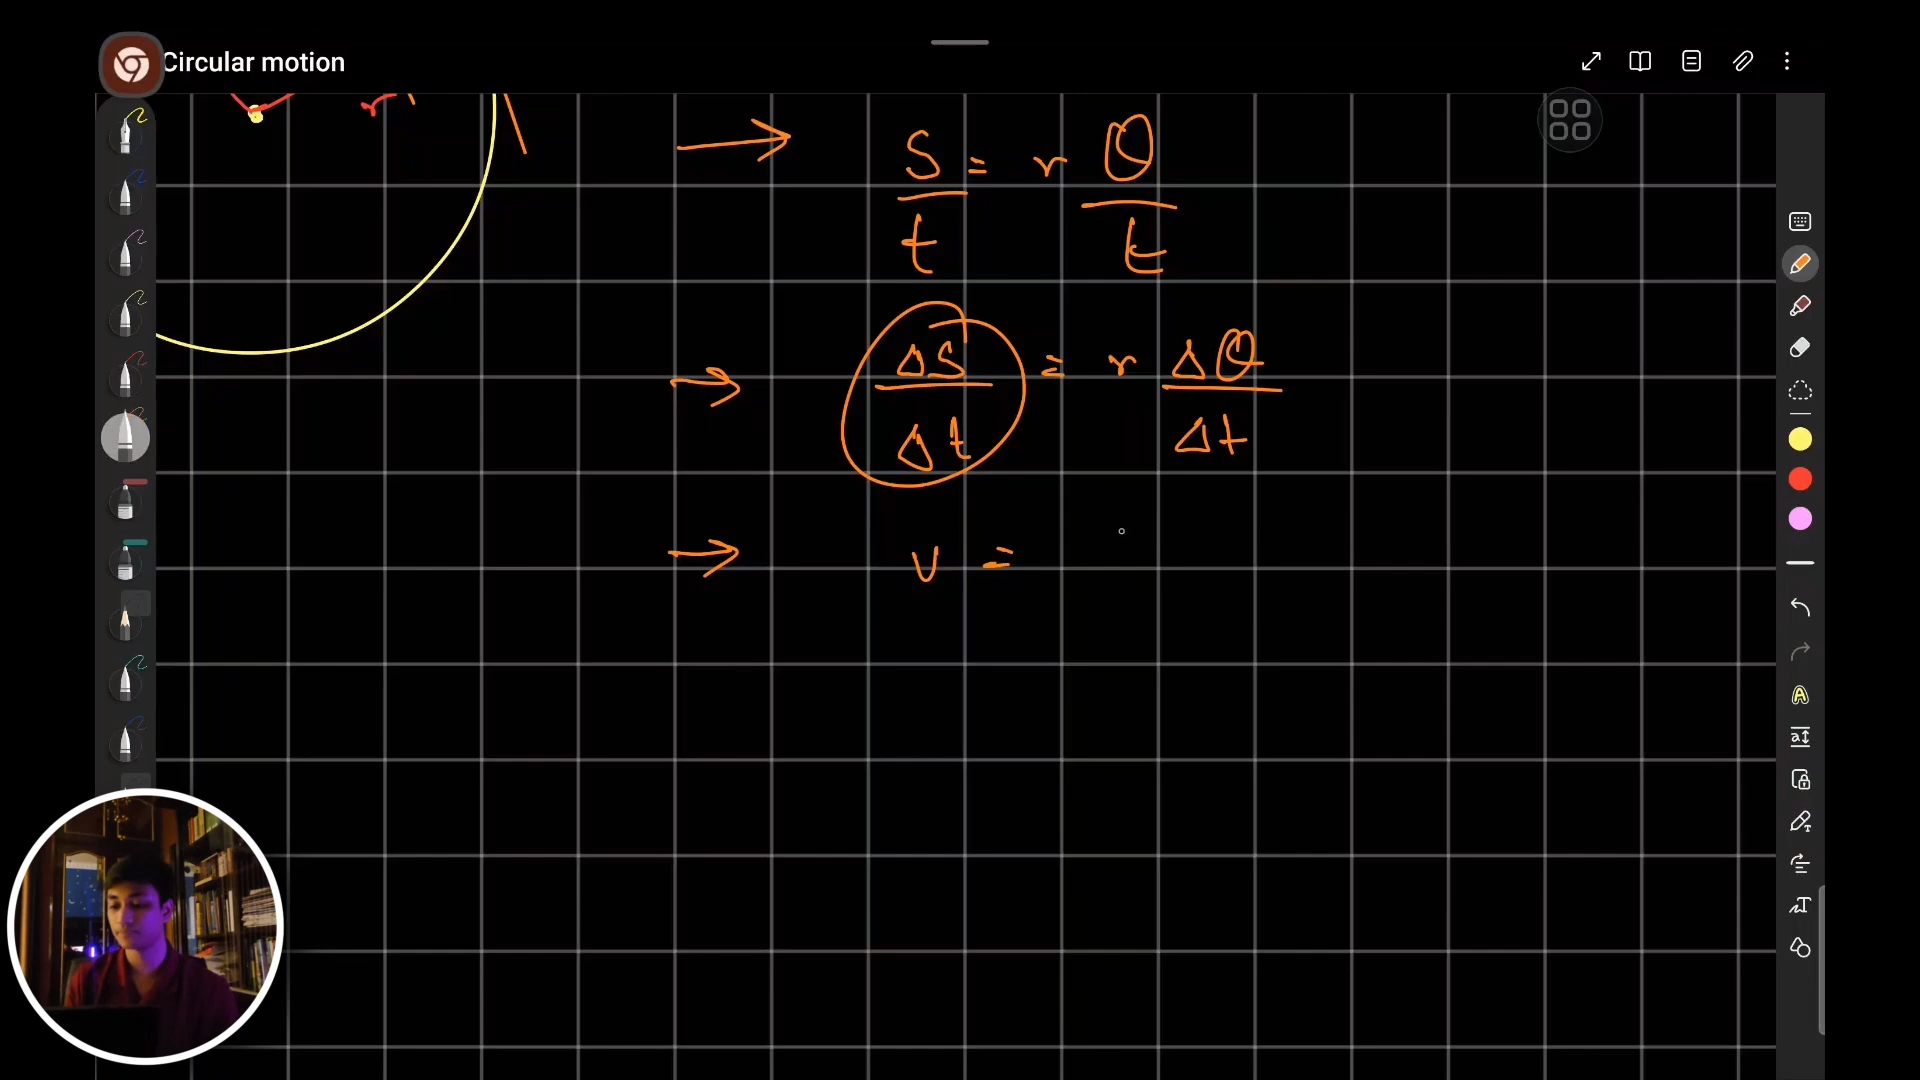 Circular motion
r
→ S/t = r θ/t
→ ΔS/Δt = r Δθ/Δt
→ v =